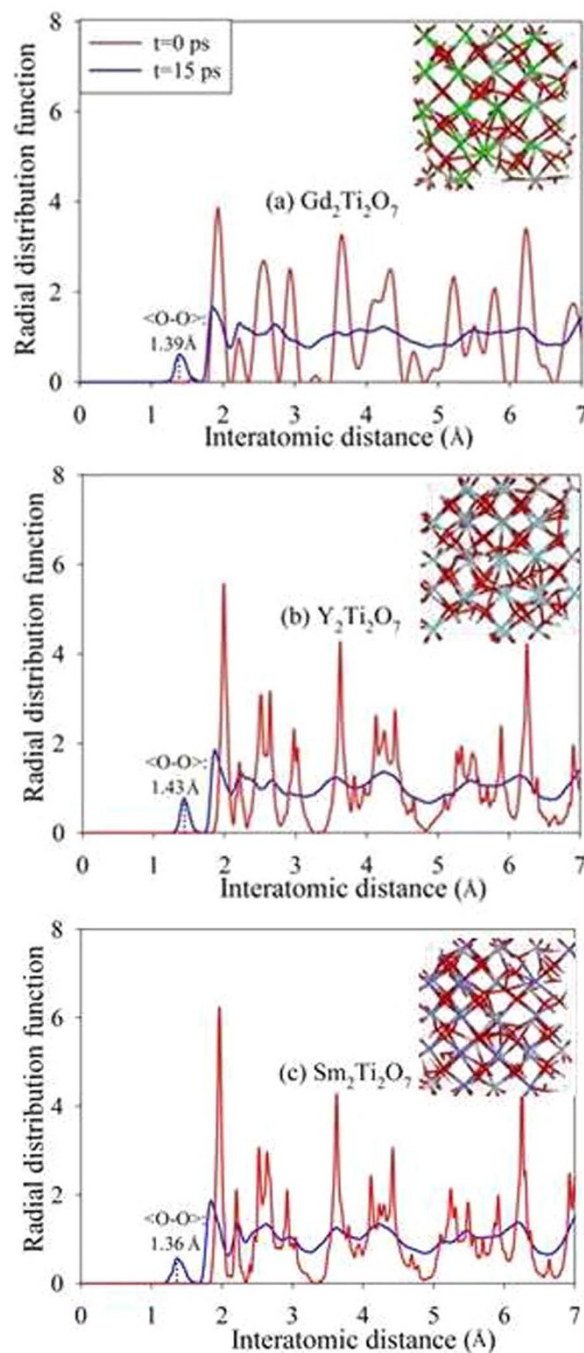 8
t=0 ps
t=15 ps
6
4
(a) Gd₂Ti₂O₇
2
<O-O>:
1.39Å
0
0 1 2 3 4 5 6 7
Radial distribution function
Interatomic distance (Å)
8
6
(b) Y₂Ti₂O₇
4
2
<O-O>:
1.43Å
0
0 1 2 3 4 5 6 7
Radial distribution function
Interatomic distance (Å)
8
6
(c) Sm₂Ti₂O₇
4
2
<O-O>:
1.36Å
0
0 1 2 3 4 5 6 7
Radial distribution function
Interatomic distance (Å)